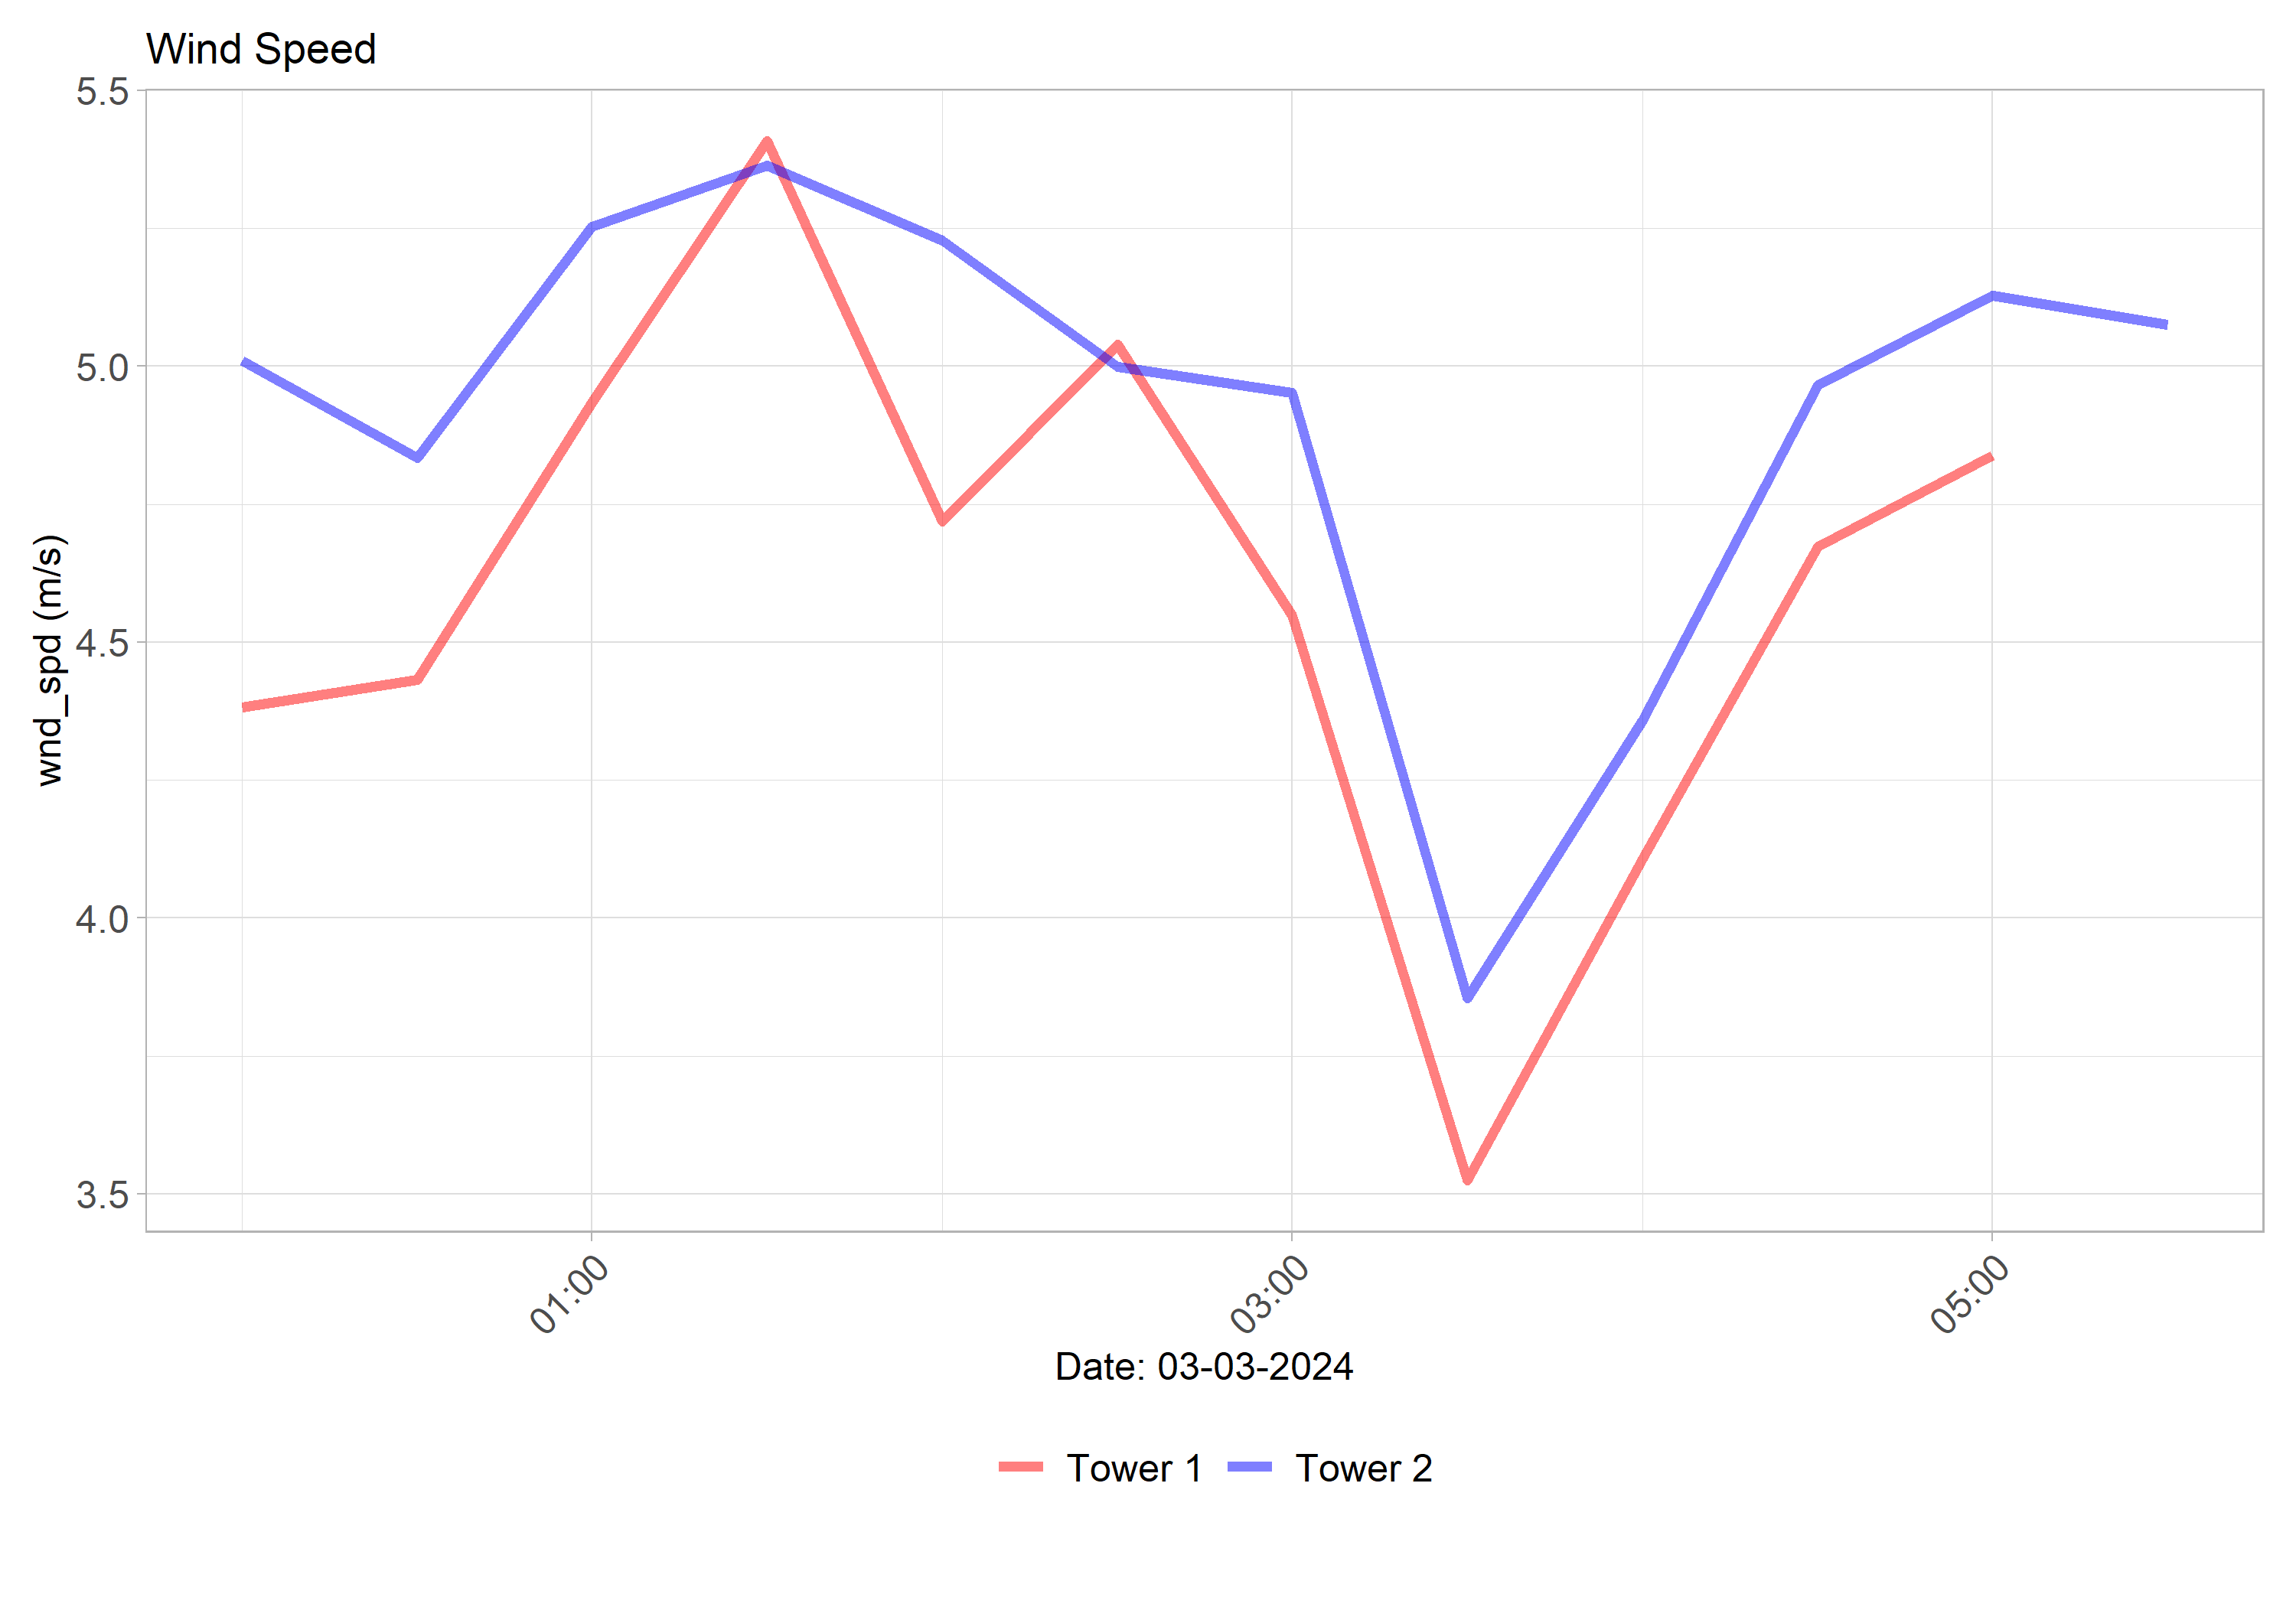 Wind Speed
5.5
5.0
4.5
4.0
3.5
wnd_spd (m/s)
01:00
03:00
05:00
Date: 03-03-2024
Tower 1
Tower 2